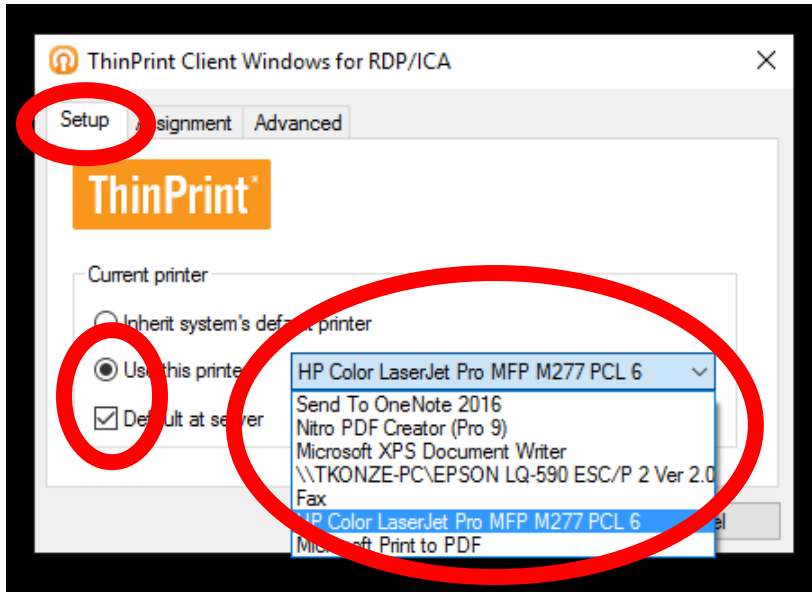 ThinPrint Client Windows for RDP/ICA
Setup Assignment Advanced
ThinPrint
Current printer
Inherit system's default printer
Use this printer HP Color LaserJet Pro MFP M277 PCL 6
Send To OneNote 2016
Nitro PDF Creator (Pro 9)
Default at server
Microsoft XPS Document Writer
\\TKONZE-PC\EPSON LQ-590 ESC/P 2 Ver 2.0
Fax
HP Color LaserJet Pro MFP M277 PCL 6
Microsoft Print to PDF